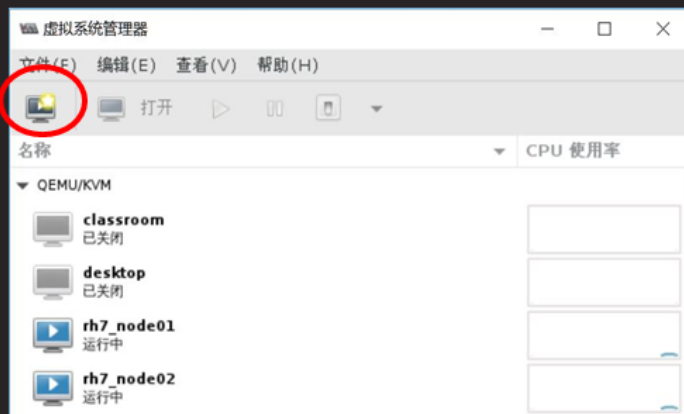 虚拟系统管理器
文件(F) 编辑(E) 查看(V) 帮助(H)
打开
名称 CPU 使用率
QEMU/KVM
classroom
已关闭
desktop
已关闭
rh7_node01
运行中
rh7_node02
运行中